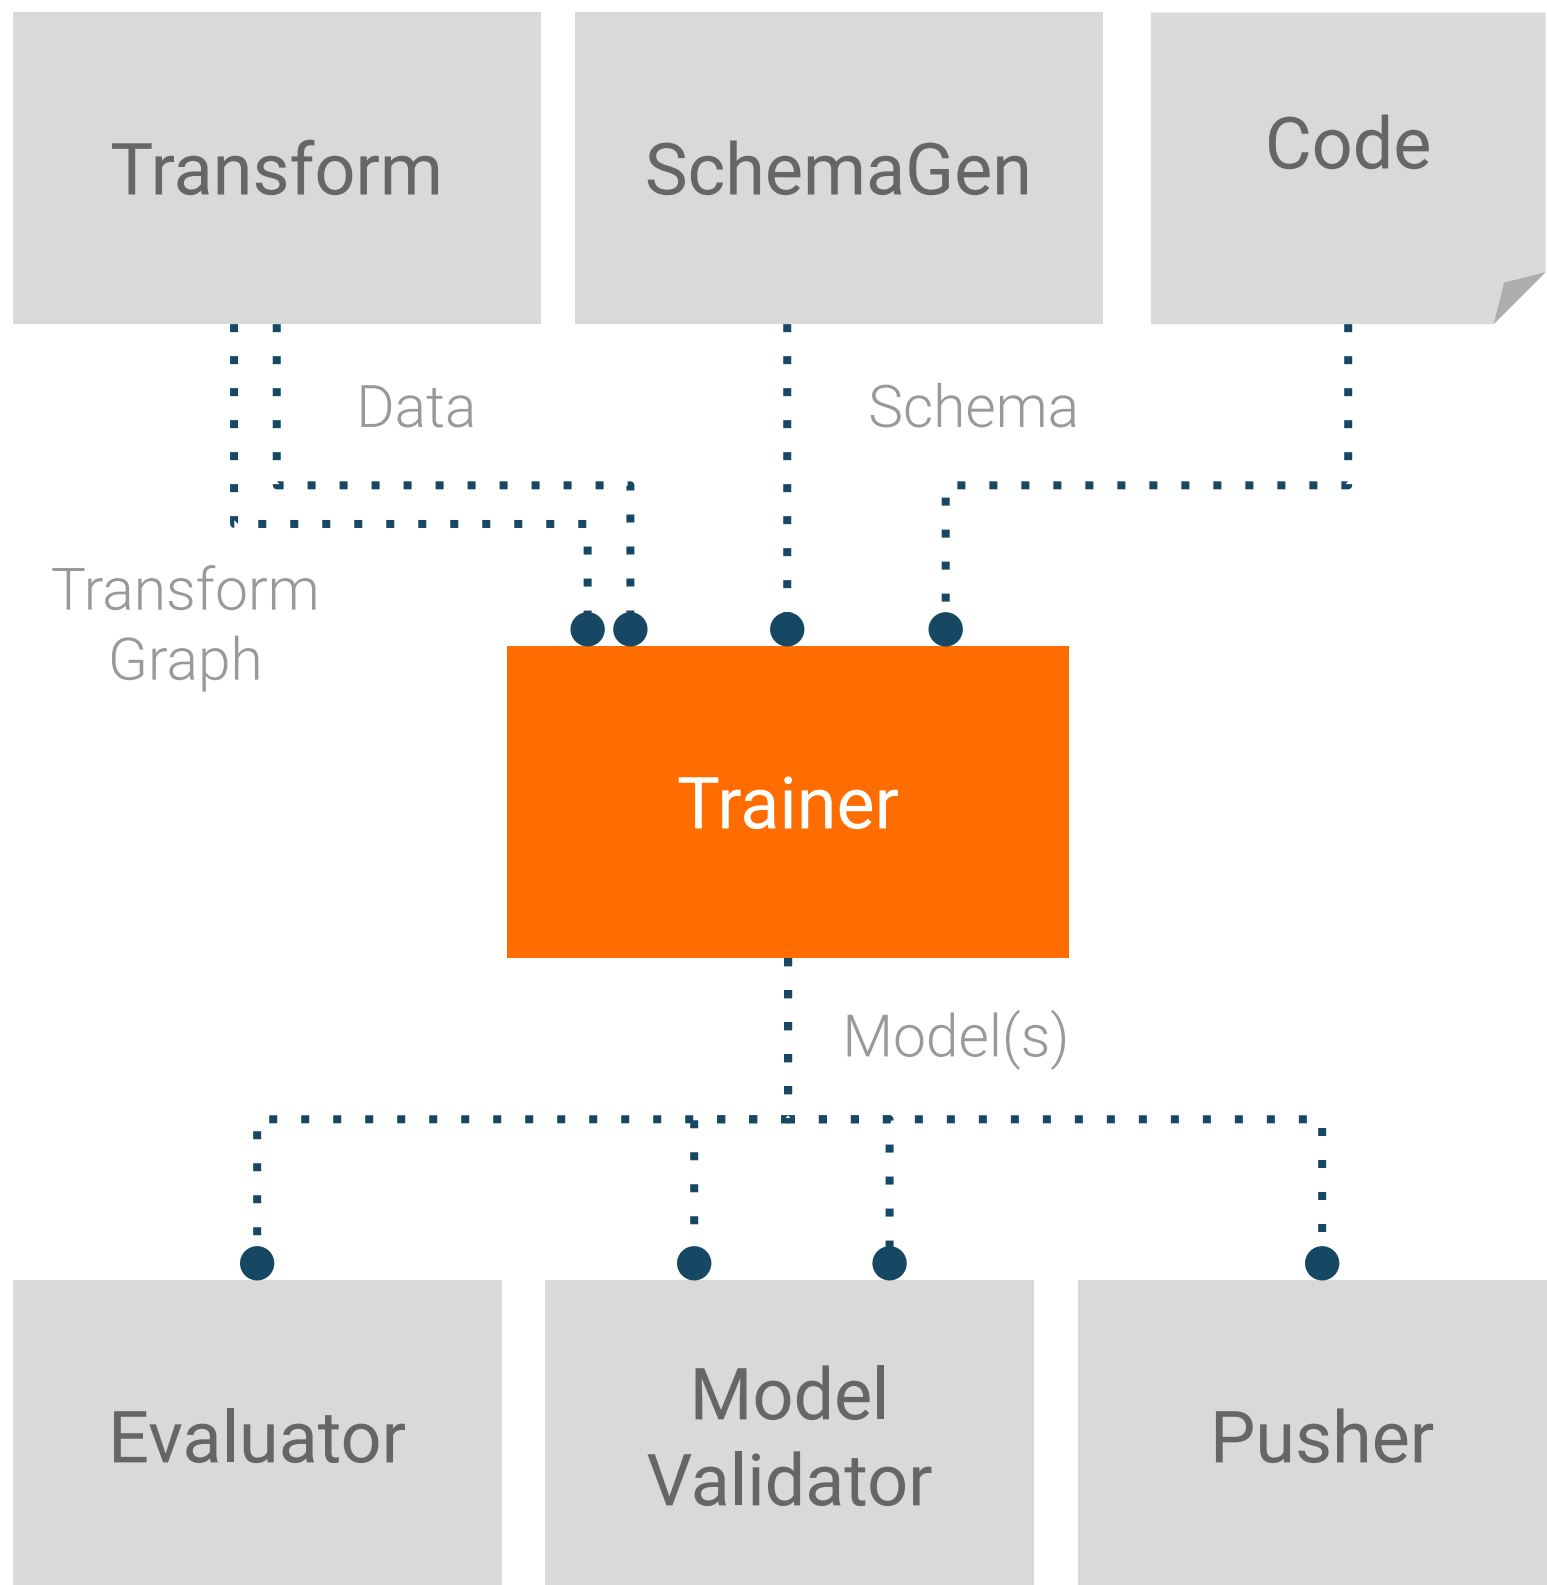 Transform
SchemaGen
Code
Data
Schema
Transform
Graph
Trainer
Model(s)
Evaluator
Model
Validator
Pusher